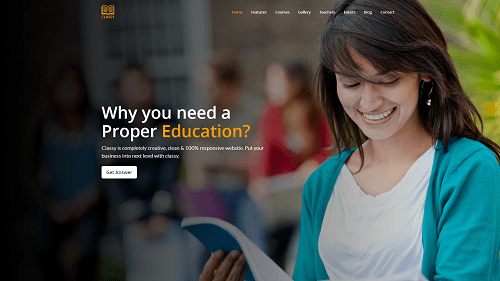 CLASSY
Home Features Courses Gallery Teachers Events Blog Contact
Why you need a
Proper Education?
Classy is completely creative, clean & 100% responsive website. Put your
business into next level with classy.
Get Answer